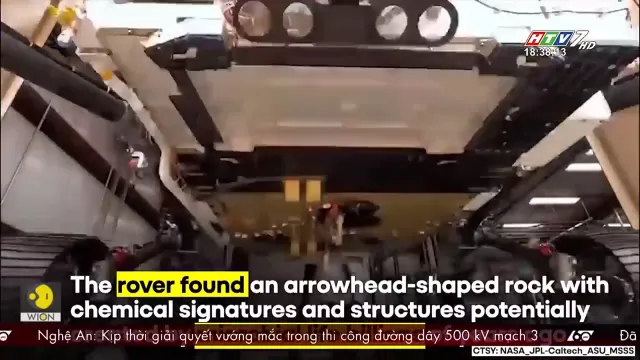 HTV7 HD
18:38:03
The rover found an arrowhead-shaped rock with
chemical signatures and structures potentially
WION
Nghệ An: Kịp thời giải quyết vướng mắc trong thi công đường dây 500 kV mạch 3
CTSY: NASA_JPL-Caltech_ASU_MSSS